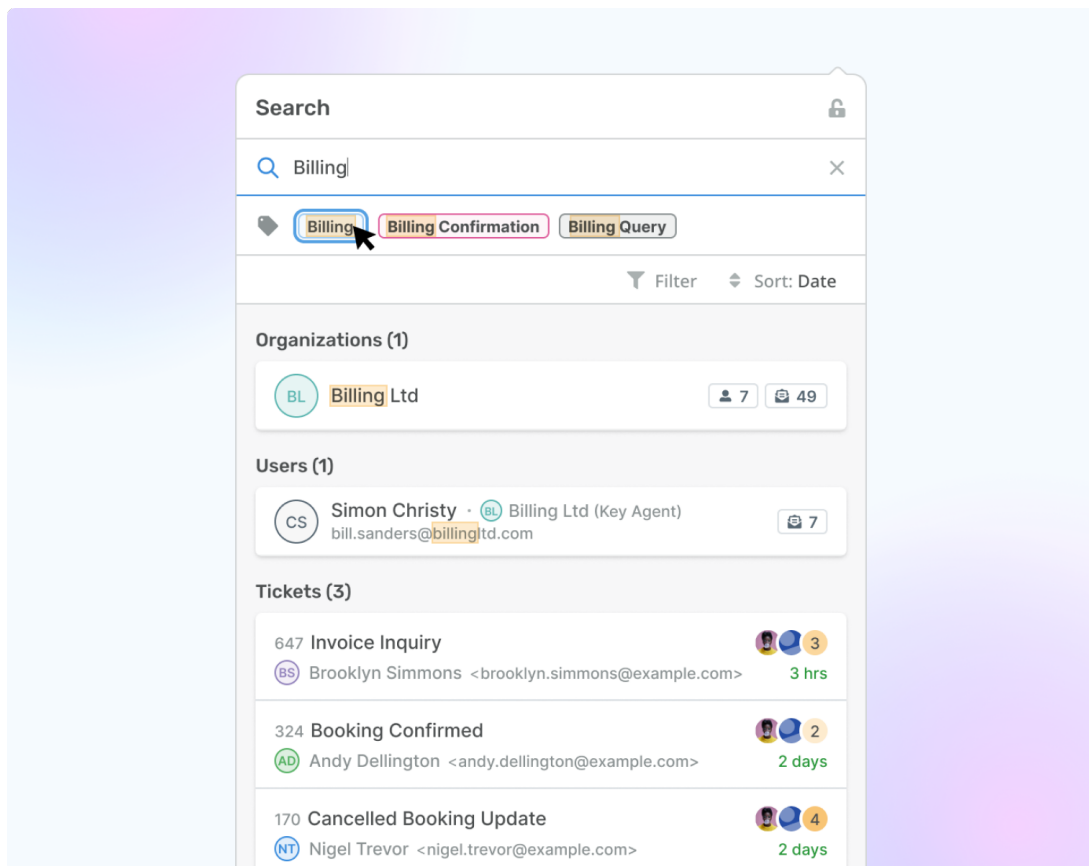 Search
Billing
Billing Billing Confirmation Billing Query
Filter Sort: Date
Organizations (1)
BL Billing Ltd 7 49
Users (1)
CS Simon Christy · BL Billing Ltd (Key Agent) 7
bill.sanders@billingltd.com
Tickets (3)
647 Invoice Inquiry 3
BS Brooklyn Simmons <brooklyn.simmons@example.com> 3 hrs
324 Booking Confirmed 2
AD Andy Dellington <andy.dellington@example.com> 2 days
170 Cancelled Booking Update 4
NT Nigel Trevor <nigel.trevor@example.com> 2 days